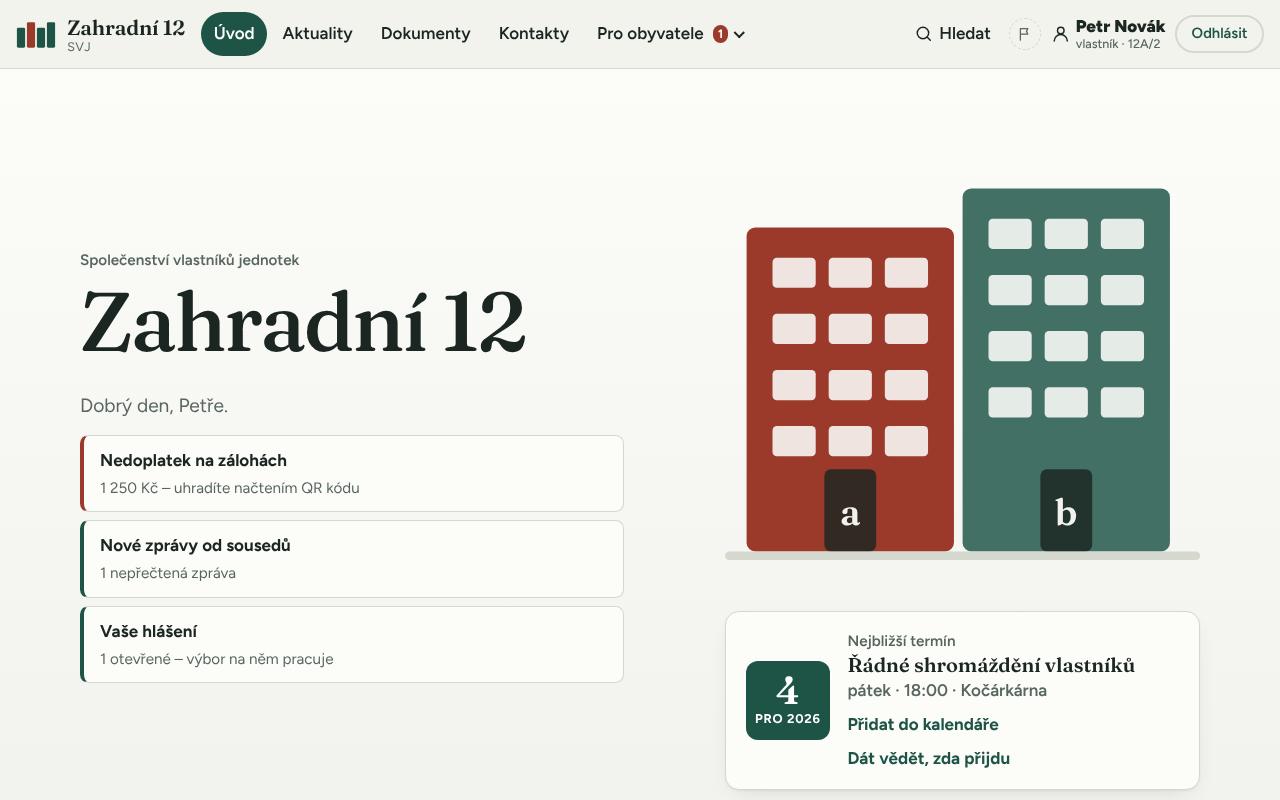 Zahradní 12
SVJ
Úvod
Aktuality
Dokumenty
Kontakty
Pro obyvatele 1
Hledat
Petr Novák
vlastník · 12A/2
Odhlásit
Společenství vlastníků jednotek
Zahradní 12
Dobrý den, Petře.
Nedoplatek na zálohách
1 250 Kč – uhradíte načtením QR kódu
Nové zprávy od sousedů
1 nepřečtená zpráva
Vaše hlášení
1 otevřené – výbor na něm pracuje
a
b
Nejbližší termín
4
PRO 2026
Řádné shromáždění vlastníků
pátek · 18:00 · Kočárkárna
Přidat do kalendáře
Dát vědět, zda přijdu